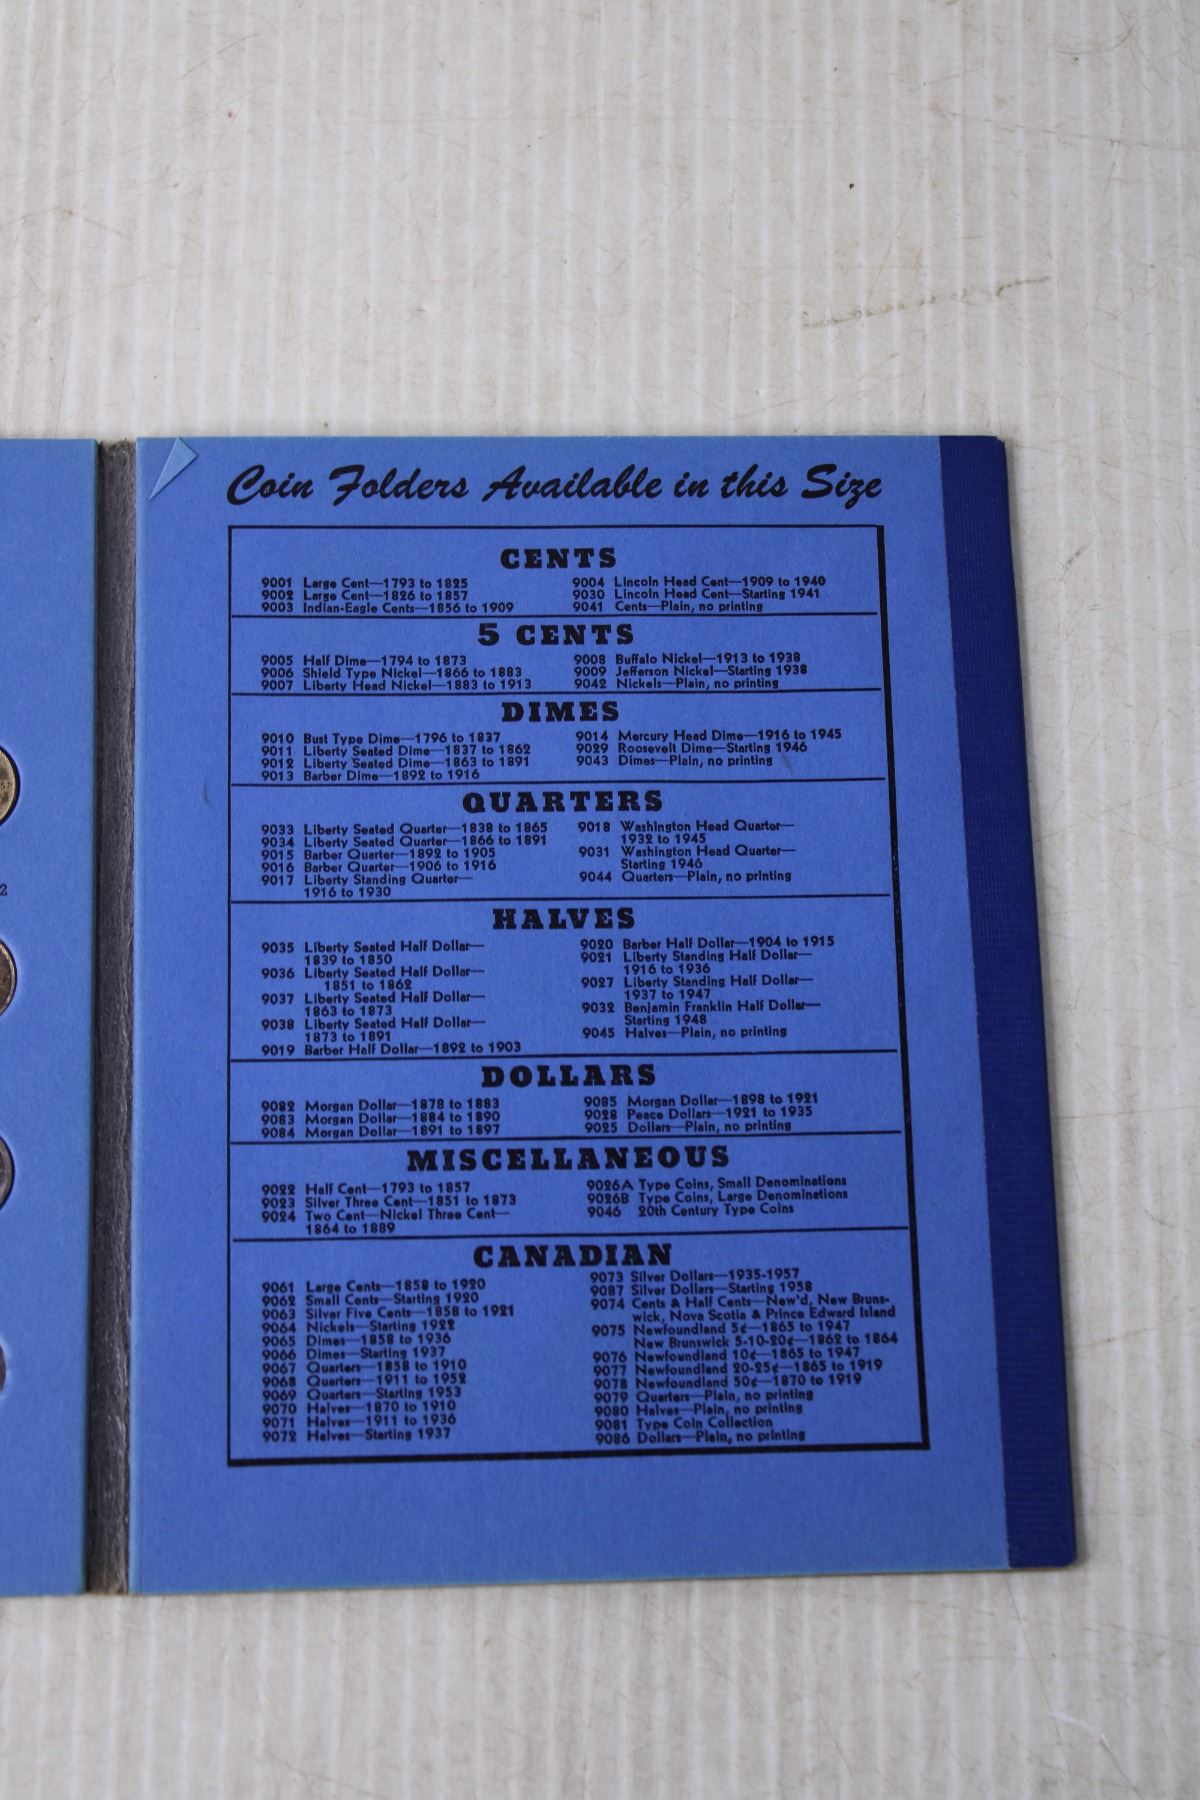 Coin Folders Available in this Size
CENTS
9001 Large Cent—1793 to 1825
9002 Large Cent—1826 to 1857
9003 Indian-Eagle Cents—1856 to 1909
9004 Lincoln Head Cent—1909 to 1940
9030 Lincoln Head Cent—Starting 1941
9041 Cents—Plain, no printing
5 CENTS
9005 Half Dime—1794 to 1873
9006 Shield Type Nickel—1866 to 1883
9007 Liberty Head Nickel—1883 to 1913
9008 Buffalo Nickel—1913 to 1938
9009 Jefferson Nickel—Starting 1938
9042 Nickels—Plain, no printing
DIMES
9010 Bust Type Dime—1796 to 1837
9011 Liberty Seated Dime—1837 to 1862
9012 Liberty Seated Dime—1863 to 1891
9013 Barber Dime—1892 to 1916
9014 Mercury Head Dime—1916 to 1945
9029 Roosevelt Dime—Starting 1946
9043 Dimes—Plain, no printing
QUARTERS
9033 Liberty Seated Quarter—1838 to 1865
9034 Liberty Seated Quarter—1866 to 1891
9015 Barber Quarter—1892 to 1905
9016 Barber Quarter—1906 to 1916
9017 Liberty Standing Quarter—
1916 to 1930
9018 Washington Head Quarter—
1932 to 1945
9031 Washington Head Quarter—
Starting 1946
9044 Quarters—Plain, no printing
HALVES
9035 Liberty Seated Half Dollar—
1839 to 1850
9036 Liberty Seated Half Dollar—
1851 to 1862
9037 Liberty Seated Half Dollar—
1863 to 1873
9038 Liberty Seated Half Dollar—
1873 to 1891
9019 Barber Half Dollar—1892 to 1903
9020 Barber Half Dollar—1904 to 1915
9021 Liberty Standing Half Dollar—
1916 to 1936
9027 Liberty Standing Half Dollar—
1937 to 1947
9032 Benjamin Franklin Half Dollar—
Starting 1948
9045 Halves—Plain, no printing
DOLLARS
9082 Morgan Dollar—1878 to 1883
9083 Morgan Dollar—1884 to 1890
9084 Morgan Dollar—1891 to 1897
9085 Morgan Dollar—1898 to 1921
9028 Peace Dollars—1921 to 1935
9025 Dollars—Plain, no printing
MISCELLANEOUS
9022 Half Cent—1793 to 1857
9023 Silver Three Cent—1851 to 1873
9024 Two Cent—Nickel Three Cent—
1864 to 1889
9026A Type Coins, Small Denominations
9026B Type Coins, Large Denominations
9046 20th Century Type Coins
CANADIAN
9061 Large Cents—1858 to 1920
9062 Small Cents—Starting 1920
9063 Silver Five Cents—1858 to 1921
9064 Nickels—Starting 1922
9065 Dimes—1858 to 1936
9066 Dimes—Starting 1937
9067 Quarters—1858 to 1910
9068 Quarters—1911 to 1952
9069 Quarters—Starting 1953
9070 Halves—1870 to 1910
9071 Halves—1911 to 1936
9072 Halves—Starting 1937
9073 Silver Dollars—1935-1957
9087 Silver Dollars—Starting 1958
9074 Cents & Half Cents—New'd, New Bruns-
wick, Nova Scotia & Prince Edward Island
9075 Newfoundland 5¢—1865 to 1947
New Brunswick 5-10-20¢—1862 to 1864
9076 Newfoundland 10¢—1865 to 1947
9077 Newfoundland 20-25¢—1865 to 1919
9078 Newfoundland 50¢—1870 to 1919
9079 Quarters—Plain, no printing
9080 Halves—Plain, no printing
9081 Type Coin Collection
9086 Dollars—Plain, no printing
2